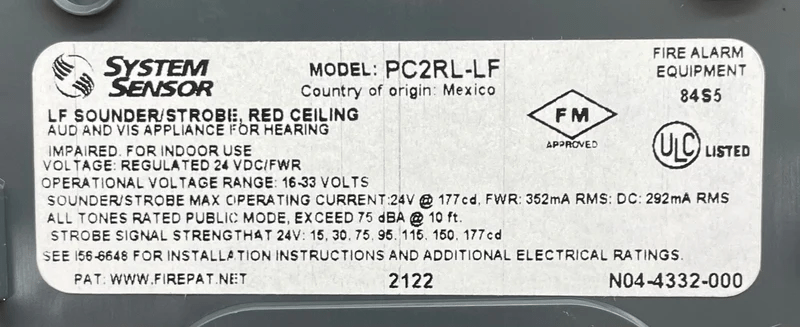 SYSTEM SENSOR
MODEL: PC2RL-LF
Country of origin: Mexico
FIRE ALARM
EQUIPMENT
84S5
LF SOUNDER/STROBE, RED CEILING
AUD AND VIS APPLIANCE FOR HEARING
IMPAIRED. FOR INDOOR USE
VOLTAGE: REGULATED 24 VDC/FWR
OPERATIONAL VOLTAGE RANGE: 16-33 VOLTS
FM
APPROVED
ULC LISTED
SOUNDER/STROBE MAX OPERATING CURRENT:24V @ 177cd, FWR: 352mA RMS: DC: 292mA RMS
ALL TONES RATED PUBLIC MODE, EXCEED 75 dBA @ 10 ft.
STROBE SIGNAL STRENGTHAT 24V: 15, 30, 75, 95, 115, 150, 177cd
SEE I56-6648 FOR INSTALLATION INSTRUCTIONS AND ADDITIONAL ELECTRICAL RATINGS.
PAT: WWW.FIREPAT.NET
2122
N04-4332-000